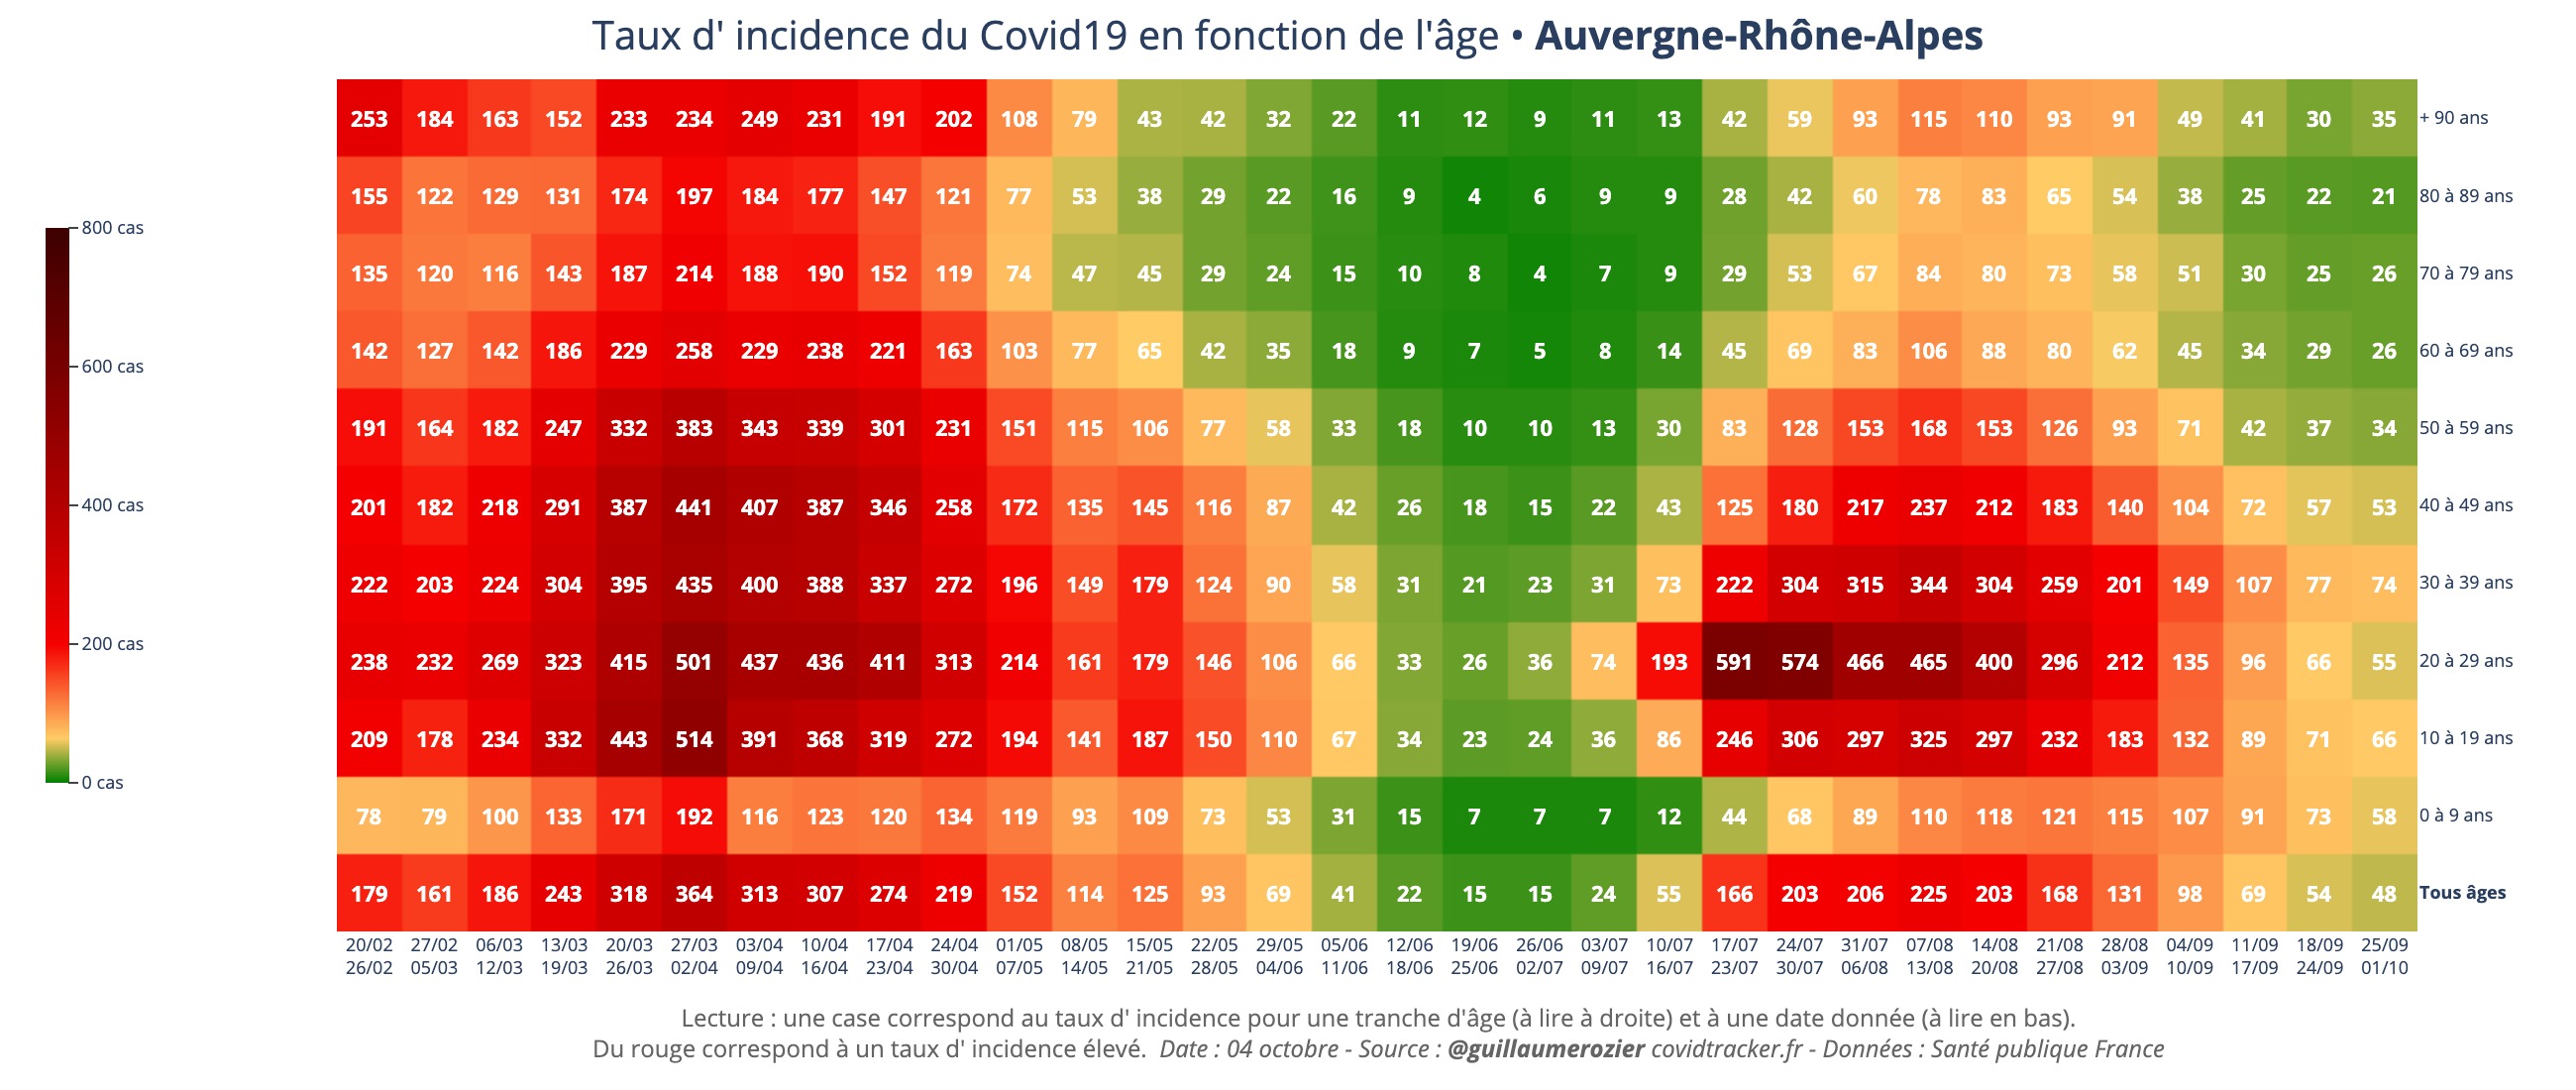 Taux d' incidence du Covid19 en fonction de l'âge • Auvergne-Rhône-Alpes
800 cas
600 cas
400 cas
200 cas
0 cas
253 184 163 152 233 234 249 231 191 202 108 79 43 42 32 22 11 12 9 11 13 42 59 93 115 110 93 91 49 41 30 35 + 90 ans
155 122 129 131 174 197 184 177 147 121 77 53 38 29 22 16 9 4 6 9 9 28 42 60 78 83 65 54 38 25 22 21 80 à 89 ans
135 120 116 143 187 214 188 190 152 119 74 47 45 29 24 15 10 8 4 7 9 29 53 67 84 80 73 58 51 30 25 26 70 à 79 ans
142 127 142 186 229 258 229 238 221 163 103 77 65 42 35 18 9 7 5 8 14 45 69 83 106 88 80 62 45 34 29 26 60 à 69 ans
191 164 182 247 332 383 343 339 301 231 151 115 106 77 58 33 18 10 10 13 30 83 128 153 168 153 126 93 71 42 37 34 50 à 59 ans
201 182 218 291 387 441 407 387 346 258 172 135 145 116 87 42 26 18 15 22 43 125 180 217 237 212 183 140 104 72 57 53 40 à 49 ans
222 203 224 304 395 435 400 388 337 272 196 149 179 124 90 58 31 21 23 31 73 222 304 315 344 304 259 201 149 107 77 74 30 à 39 ans
238 232 269 323 415 501 437 436 411 313 214 161 179 146 106 66 33 26 36 74 193 591 574 466 465 400 296 212 135 96 66 55 20 à 29 ans
209 178 234 332 443 514 391 368 319 272 194 141 187 150 110 67 34 23 24 36 86 246 306 297 325 297 232 183 132 89 71 66 10 à 19 ans
78 79 100 133 171 192 116 123 120 134 119 93 109 73 53 31 15 7 7 7 12 44 68 89 110 118 121 115 107 91 73 58 0 à 9 ans
179 161 186 243 318 364 313 307 274 219 152 114 125 93 69 41 22 15 15 24 55 166 203 206 225 203 168 131 98 69 54 48 Tous âges
20/02 27/02 06/03 13/03 20/03 27/03 03/04 10/04 17/04 24/04 01/05 08/05 15/05 22/05 29/05 05/06 12/06 19/06 26/06 03/07 10/07 17/07 24/07 31/07 07/08 14/08 21/08 28/08 04/09 11/09 18/09 25/09
26/02 05/03 12/03 19/03 26/03 02/04 09/04 16/04 23/04 30/04 07/05 14/05 21/05 28/05 04/06 11/06 18/06 25/06 02/07 09/07 16/07 23/07 30/07 06/08 13/08 20/08 27/08 03/09 10/09 17/09 24/09 01/10
Lecture : une case correspond au taux d' incidence pour une tranche d'âge (à lire à droite) et à une date donnée (à lire en bas).
Du rouge correspond à un taux d' incidence élevé. Date : 04 octobre - Source : @guillaumerozier covidtracker.fr - Données : Santé publique France